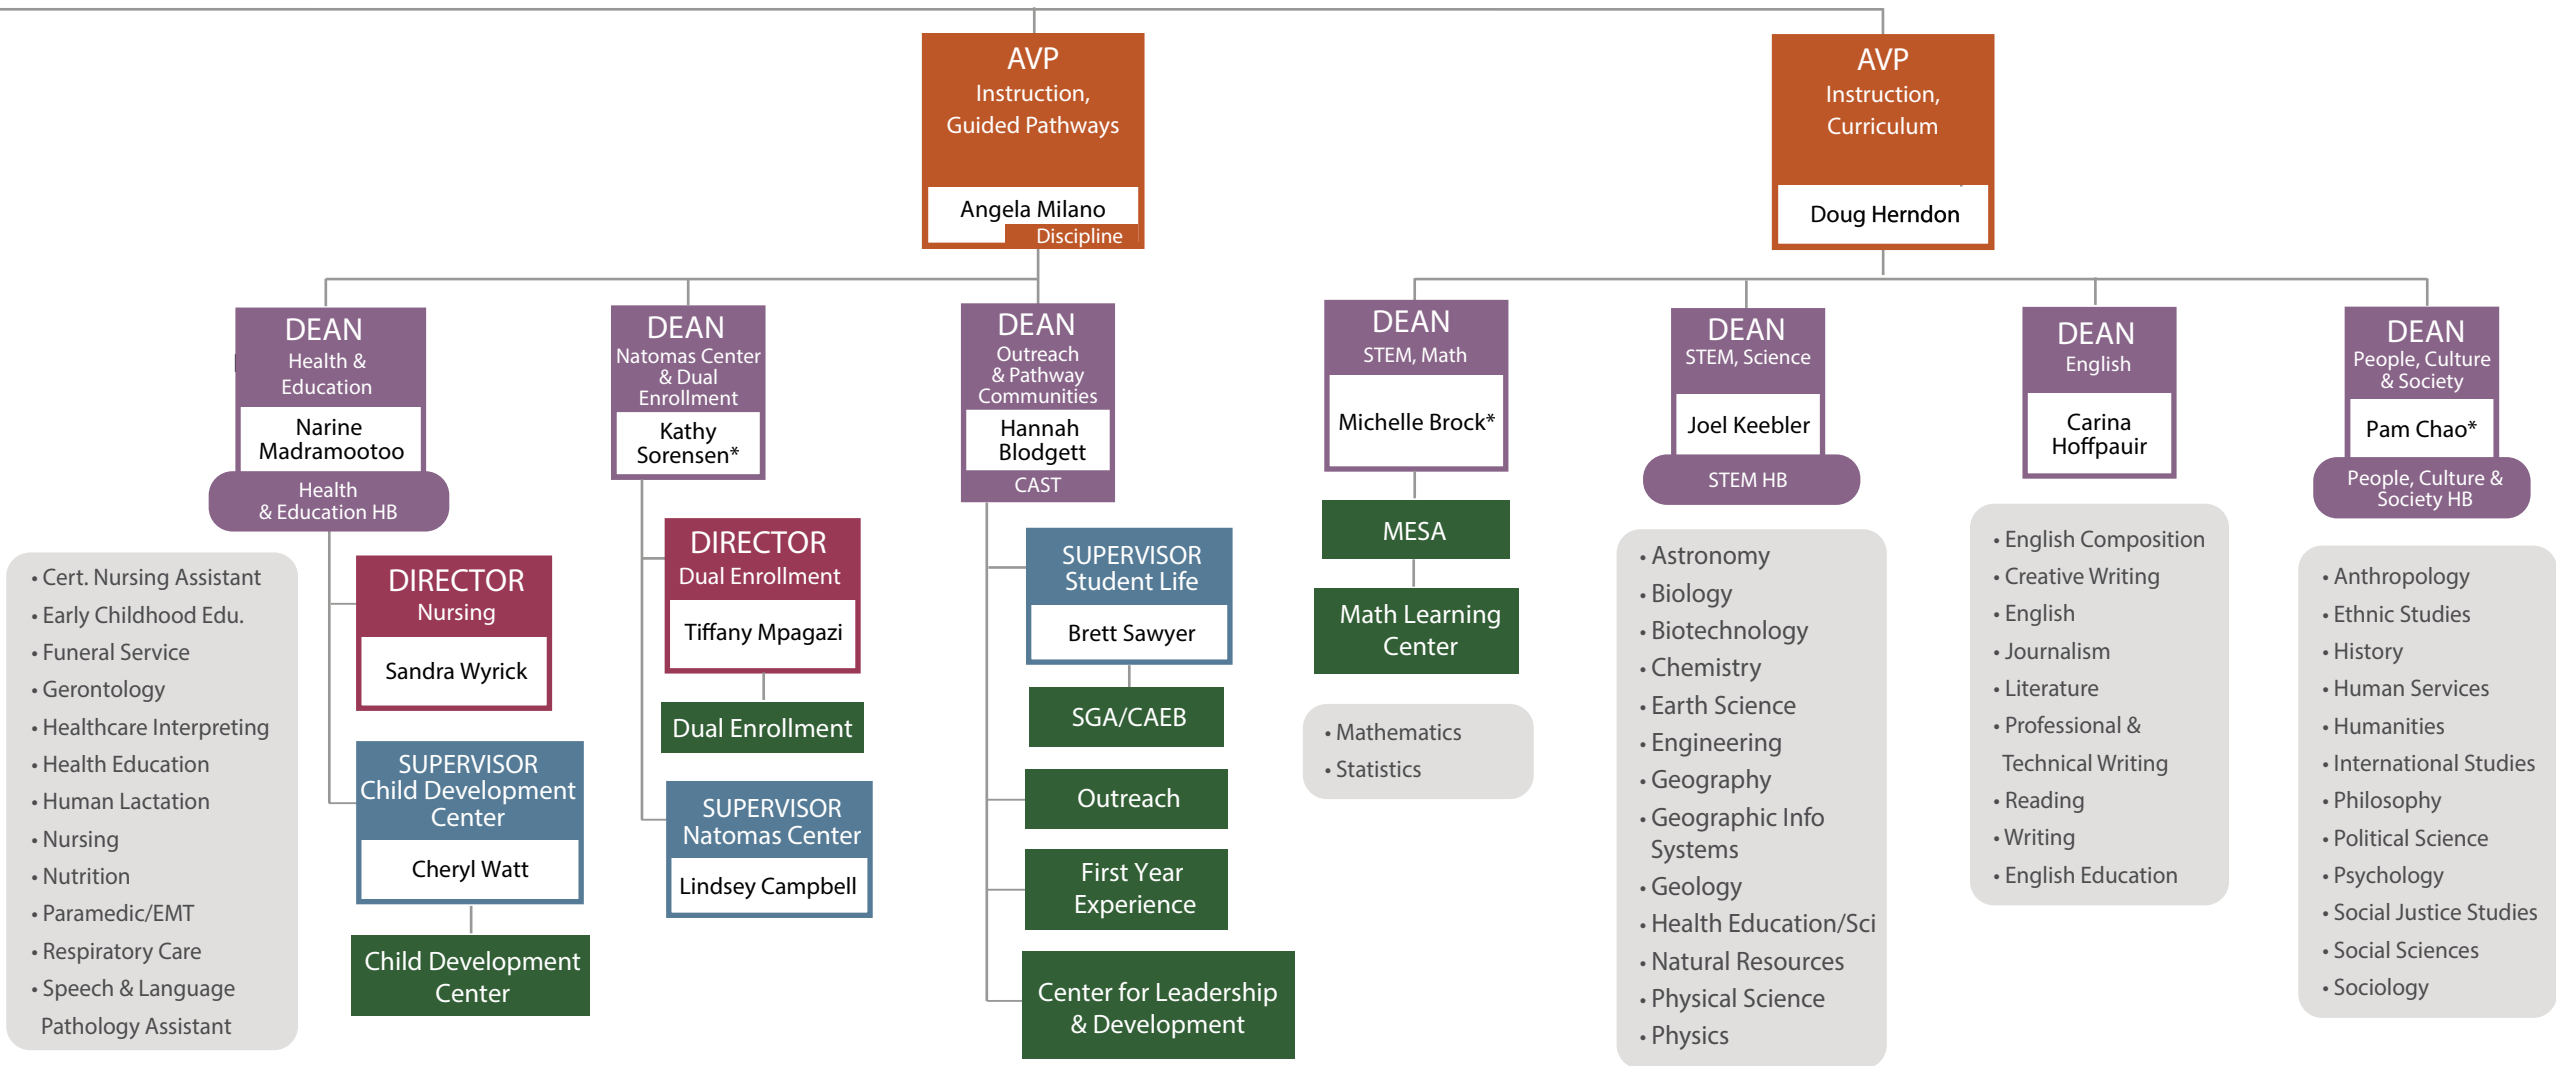 AVP
Instruction,
Guided Pathways
Angela Milano
Discipline
AVP
Instruction,
Curriculum
Doug Herndon
DEAN
Health &
Education
Narine
Madramootoo
Health
& Education HB
• Cert. Nursing Assistant
• Early Childhood Edu.
• Funeral Service
• Gerontology
• Healthcare Interpreting
• Health Education
• Human Lactation
• Nursing
• Nutrition
• Paramedic/EMT
• Respiratory Care
• Speech & Language
Pathology Assistant
DIRECTOR
Nursing
Sandra Wyrick
SUPERVISOR
Child Development
Center
Cheryl Watt
Child Development
Center
DEAN
Natomas Center
& Dual
Enrollment
Kathy
Sorensen*
DIRECTOR
Dual Enrollment
Tiffany Mpagazi
Dual Enrollment
SUPERVISOR
Natomas Center
Lindsey Campbell
DEAN
Outreach
& Pathway
Communities
Hannah
Blodgett
CAST
SUPERVISOR
Student Life
Brett Sawyer
SGA/CAEB
Outreach
First Year
Experience
Center for Leadership
& Development
DEAN
STEM, Math
Michelle Brock*
MESA
Math Learning
Center
• Mathematics
• Statistics
DEAN
STEM, Science
Joel Keebler
STEM HB
• Astronomy
• Biology
• Biotechnology
• Chemistry
• Earth Science
• Engineering
• Geography
• Geographic Info
Systems
• Geology
• Health Education/Sci
• Natural Resources
• Physical Science
• Physics
DEAN
English
Carina
Hoffpauir
• English Composition
• Creative Writing
• English
• Journalism
• Literature
• Professional &
Technical Writing
• Reading
• Writing
• English Education
DEAN
People, Culture
& Society
Pam Chao*
People, Culture &
Society HB
• Anthropology
• Ethnic Studies
• History
• Human Services
• Humanities
• International Studies
• Philosophy
• Political Science
• Psychology
• Social Justice Studies
• Social Sciences
• Sociology